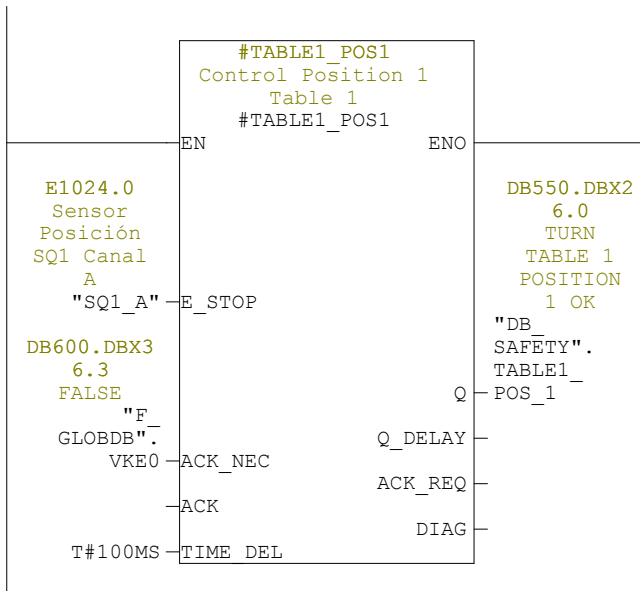 #TABLE1_POS1
Control Position 1
Table 1
#TABLE1_POS1
EN
ENO
E1024.0
Sensor
Posición
SQ1 Canal
A
"SQ1_A"
E_STOP
DB550.DBX2
6.0
TURN
TABLE 1
POSITION
1 OK
"DB_
SAFETY".
TABLE1_
POS_1
Q
DB600.DBX3
6.3
FALSE
"F_
GLOBDB".
VKE0
ACK_NEC
Q_DELAY
ACK_REQ
ACK
DIAG
T#100MS
TIME_DEL